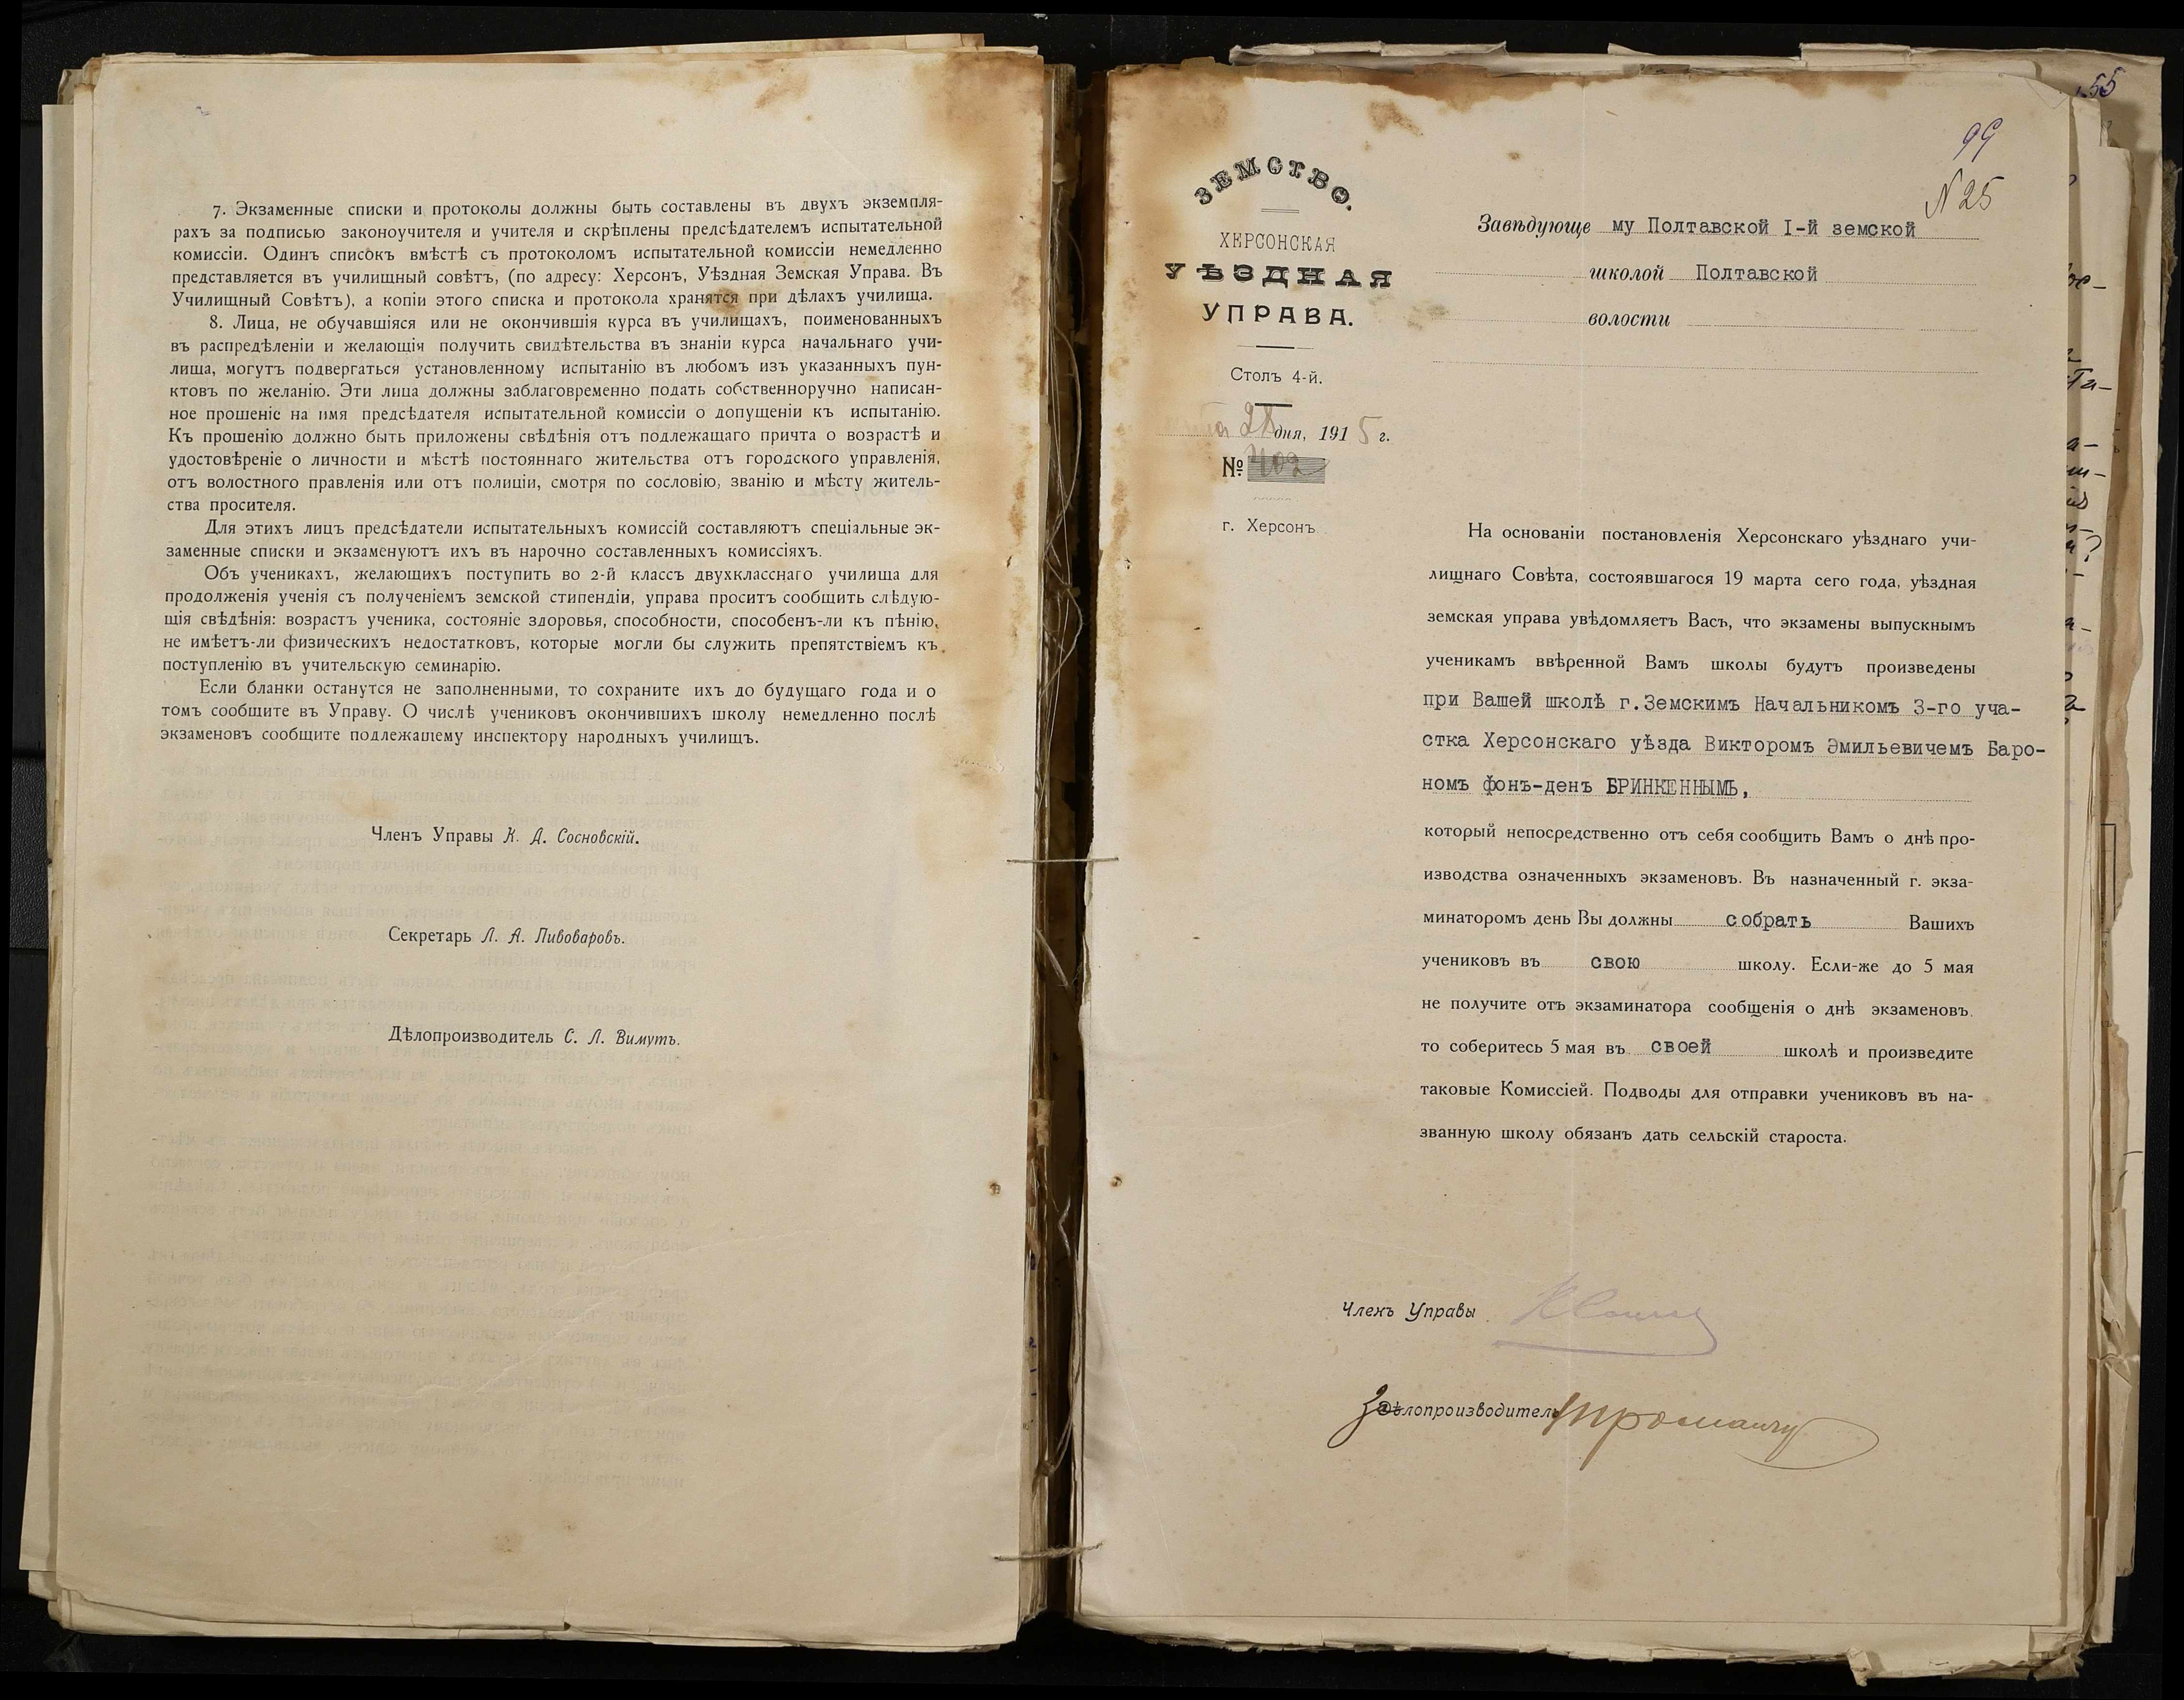 7. Экзаменные списки и протоколы должны быть составлены въ двухъ экземпля-
рахъ за подписью законоучителя и учителя и скрѣплены предсѣдателемъ испытательной
комиссіи. Одинъ списокъ вмѣстѣ съ протоколомъ испытательной комиссіи немедленно
представляется въ училищный совѣтъ, (по адресу: Херсонъ, Уѣздная Земская Управа. Въ
Училищный Совѣтъ), а копіи этого списка и протокола хранятся при дѣлахъ училища.
8. Лица, не обучавшіяся или не окончившія курса въ училищахъ, поименованныхъ
въ распредѣленіи и желающія получить свидѣтельства въ знаніи курса начальнаго учи-
лища, могутъ подвергаться установленному испытанію въ любомъ изъ указанныхъ пун-
ктовъ по желанію. Эти лица должны заблаговременно подать собственноручно написан-
ное прошеніе на имя предсѣдателя испытательной комиссіи о допущеніи къ испытанію.
Къ прошенію должно быть приложены свѣдѣнія отъ подлежащаго причта о возрастѣ и
удостовѣреніе о личности и мѣстѣ постояннаго жительства отъ городского управленія,
отъ волостного правленія или отъ полиціи, смотря по сословію, званію и мѣсту житель-
ства просителя.
Для этихъ лицъ предсѣдатели испытательныхъ комиссій составляютъ спеціальные эк-
заменные списки и экзаменуютъ ихъ въ нарочно составленныхъ комиссіяхъ.
Объ ученикахъ, желающихъ поступить во 2-й классъ двухкласснаго училища для
продолженія ученія съ полученіемъ земской стипендіи, управа проситъ сообщить слѣдую-
щія свѣдѣнія: возрастъ ученика, состояніе здоровья, способности, способенъ-ли къ пѣнію,
не имѣетъ-ли физическихъ недостатковъ, которые могли бы служить препятствіемъ къ
поступленію въ учительскую семинарію.
Если бланки останутся не заполненными, то сохраните ихъ до будущаго года и о
томъ сообщите въ Управу. О числѣ учениковъ окончившихъ школу немедленно послѣ
экзаменовъ сообщите подлежащему инспектору народныхъ училищъ.
Членъ Управы К. Д. Сосновскій.
Секретарь Л. А. Пивоваровъ.
Дѣлопроизводитель С. Л. Вимутъ.
55
99
N 25
ЗЕМСТВО.
ХЕРСОНСКАЯ
УѢЗДНАЯ
УПРАВА.
Столъ 4-й.
28 дня, 1915 г.
№ 402
г. Херсонъ
Завѣдующе му Полтавской I-й земской
школой Полтавской
волости
На основаніи постановленія Херсонскаго уѣзднаго учи-
лищнаго Совѣта, состоявшагося 19 марта сего года, уѣздная
земская управа увѣдомляетъ Васъ, что экзамены выпускнымъ
ученикамъ ввѣренной Вамъ школы будутъ произведены
при Вашей школѣ г.Земскимъ Начальникомъ 3-го уча-
стка Херсонскаго уѣзда Викторомъ Эмильевичемъ Баро-
номъ фонъ-денъ БРИНКЕННЫМЪ,
который непосредственно отъ себя сообщитъ Вамъ о днѣ про-
изводства означенныхъ экзаменовъ. Въ назначенный г. экза-
минаторомъ день Вы должны собрать Вашихъ
учениковъ въ свою школу. Если-же до 5 мая
не получите отъ экзаминатора сообщенія о днѣ экзаменовъ,
то соберитесь 5 мая въ своей школѣ и произведите
таковые Комиссіей. Подводы для отправки учениковъ въ на-
званную школу обязанъ дать сельскій староста.
Членъ Управы
Дѣлопроизводитель